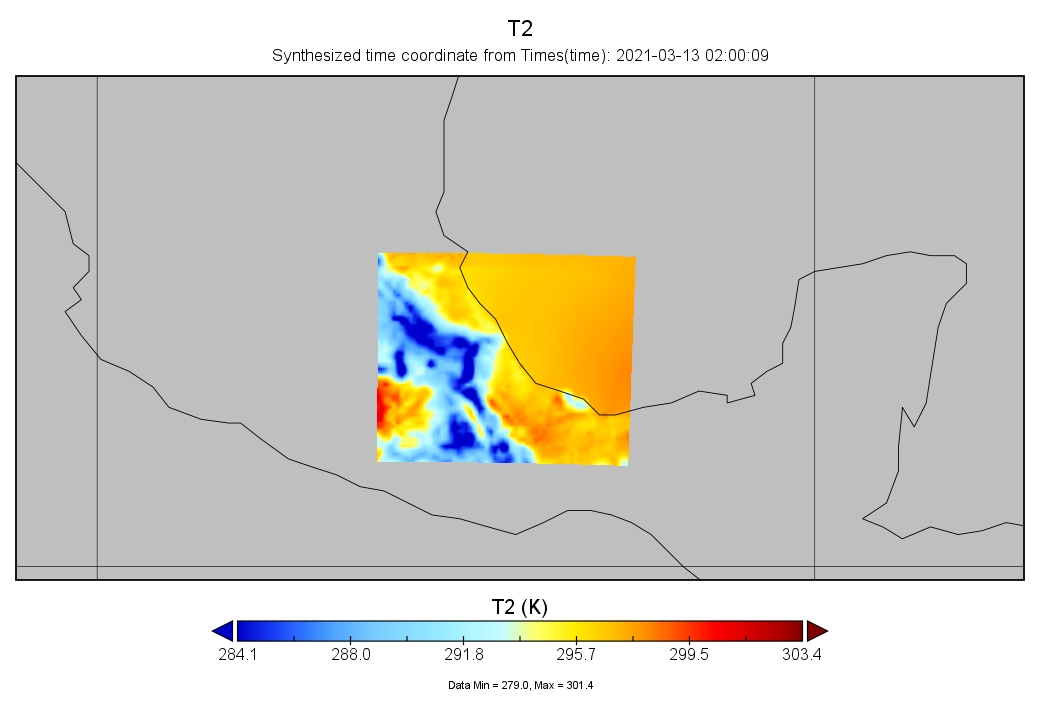 T2
Synthesized time coordinate from Times(time): 2021-03-13 02:00:09
T2 (K)
284.1 288.0 291.8 295.7 299.5 303.4
Data Min = 279.0, Max = 301.4